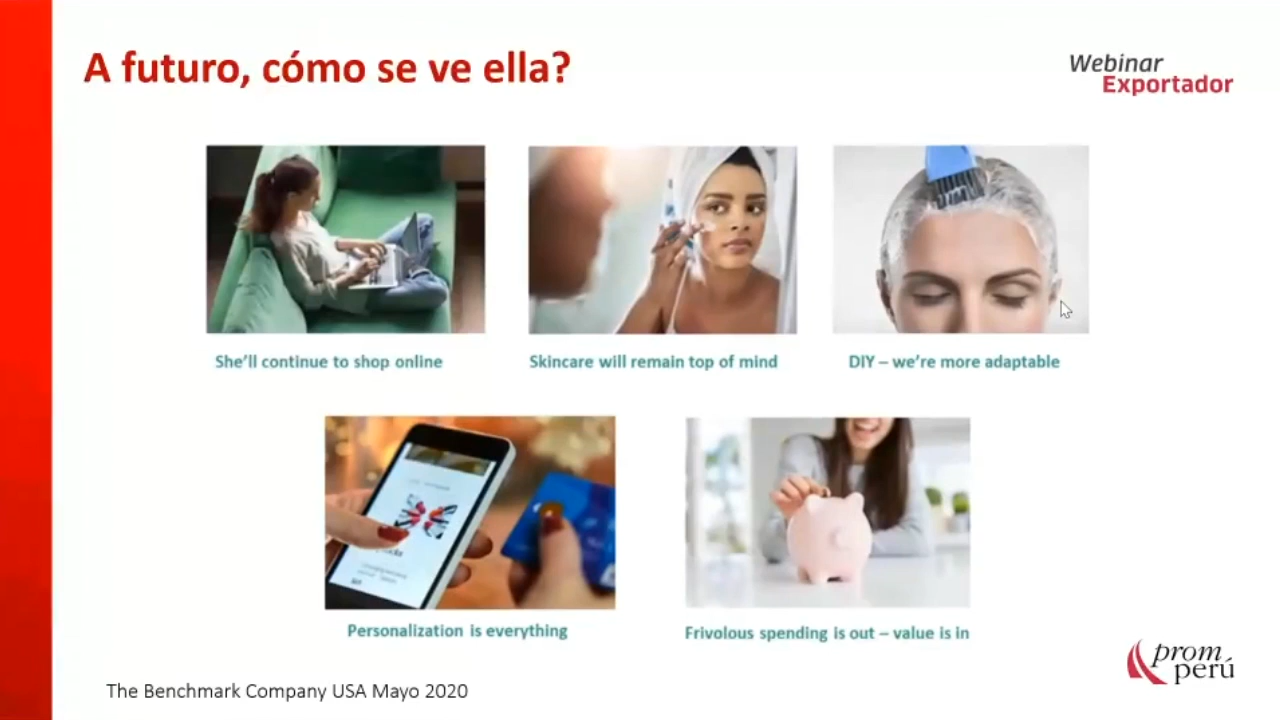 A futuro, cómo se ve ella?
Webinar
Exportador
She'll continue to shop online
Skincare will remain top of mind
DIY – we're more adaptable
Personalization is everything
Frivolous spending is out – value is in
The Benchmark Company USA Mayo 2020
prom
perú